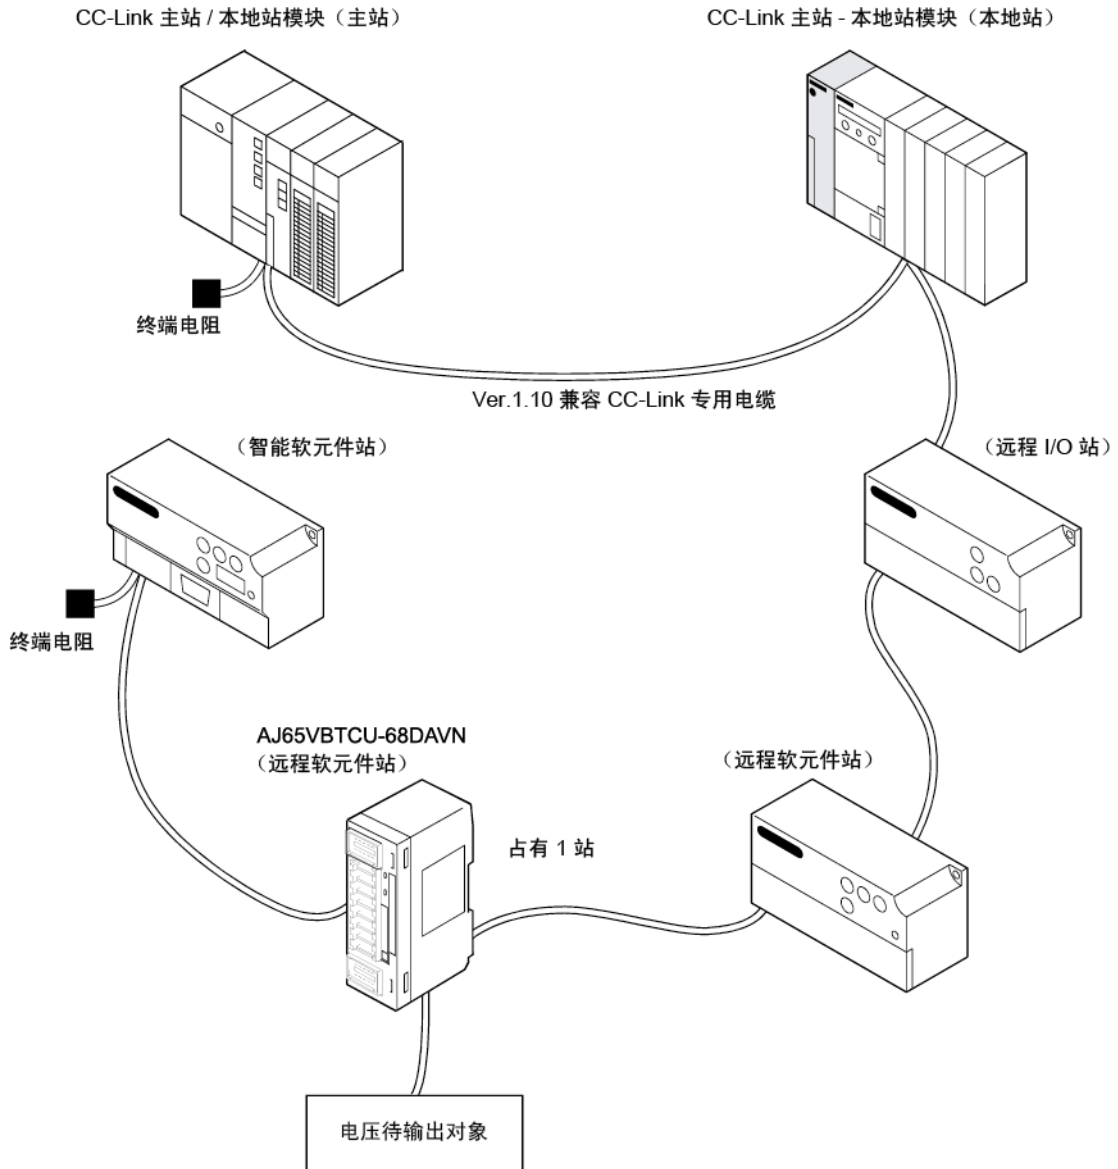 CC-Link 主站 / 本地站模块（主站）
CC-Link 主站 - 本地站模块（本地站）
终端电阻
Ver.1.10 兼容 CC-Link 专用电缆
（智能软元件站）
（远程 I/O 站）
终端电阻
AJ65VBTCU-68DAVN
（远程软元件站）
（远程软元件站）
占有 1 站
电压待输出对象